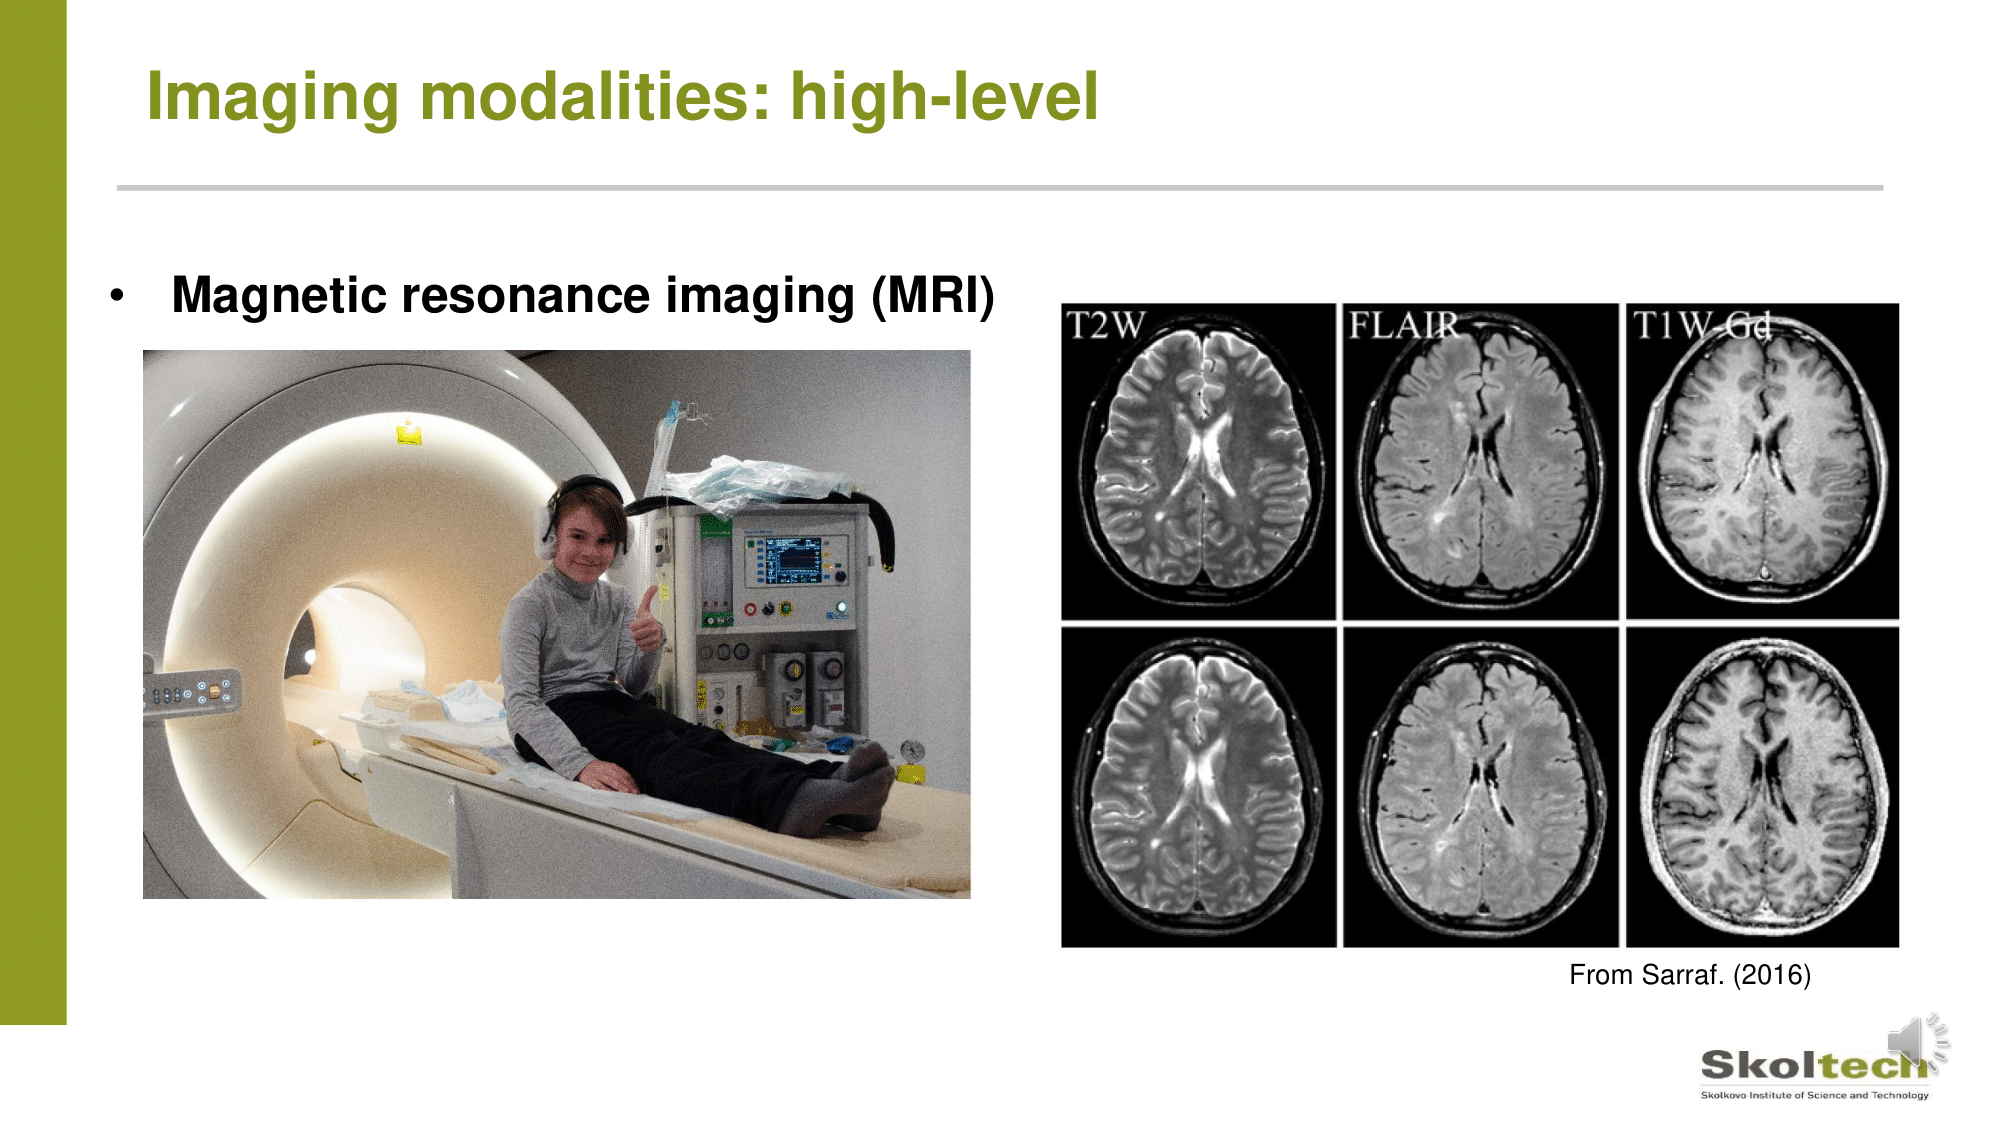 Imaging modalities: high-level
• Magnetic resonance imaging (MRI)
T2W
FLAIR
T1W-Gd
From Sarraf. (2016)
Skoltech
Skolkovo Institute of Science and Technology